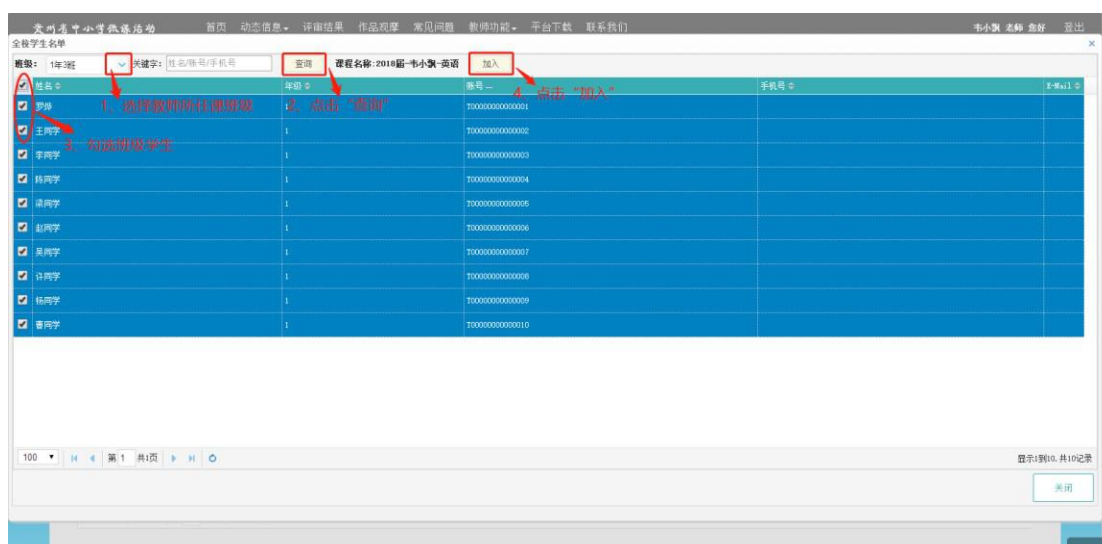 贵州省中小学微课活动 首页 动态信息 评审结果 作品观摩 常见问题 教师功能 平台下载 联系我们 韦小飘 老师 您好 登出
全校学生名单 ×
班级: 1年3班 关键字: 姓名/账号/手机号 查询 课程名称:2018届-韦小飘-英语 加入
姓名 年级 账号 手机号 E-Mail
1、选择教师所任课班级 2、点击“查询” 4、点击“加入”
3、勾选班级学生
T00000000000001
王同学 1 T00000000000002
李同学 1 T00000000000003
陈同学 1 T00000000000004
梁同学 1 T00000000000005
赵同学 1 T00000000000006
吴同学 1 T00000000000007
许同学 1 T00000000000008
杨同学 1 T00000000000009
曹同学 1 T00000000000010
100 第 1 共1页 显示1到10,共10记录
关闭